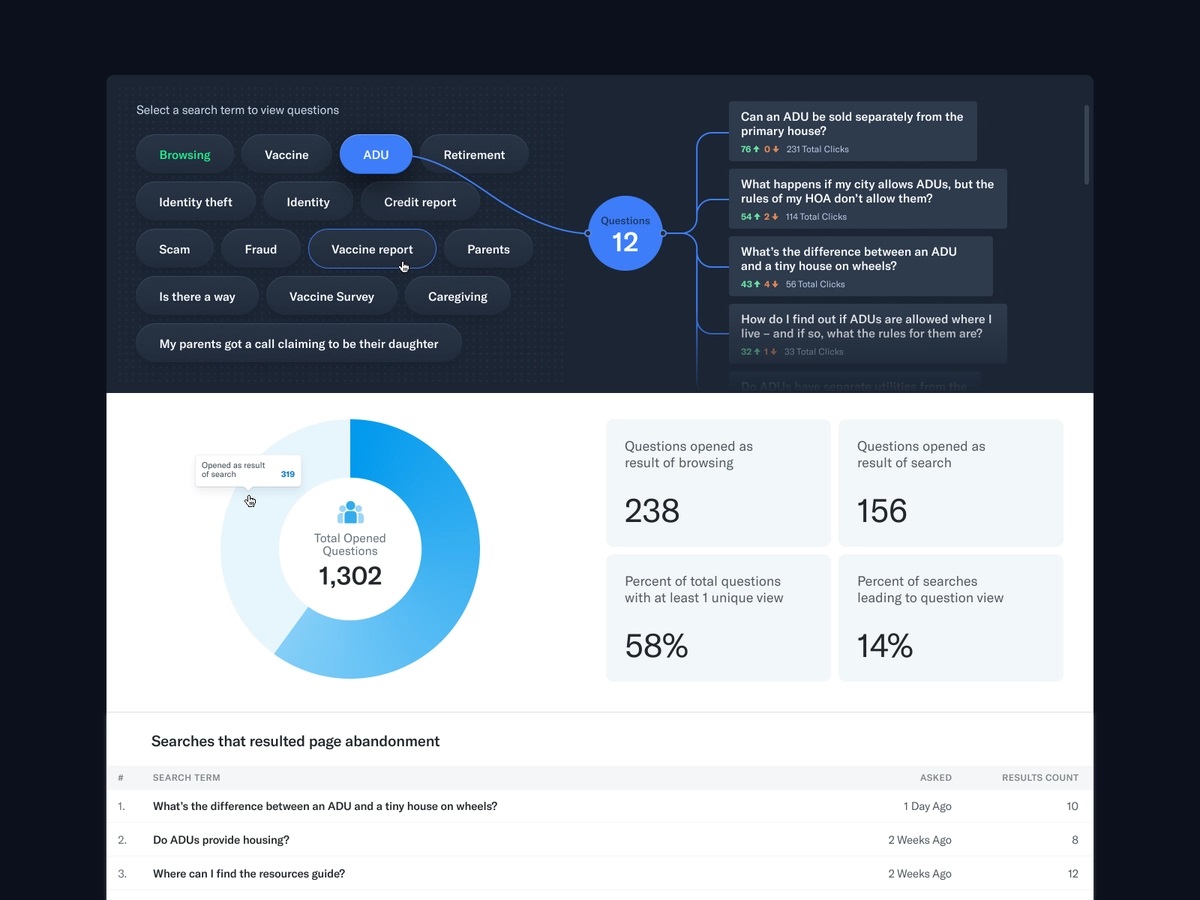 Select a search term to view questions
Browsing
Vaccine
ADU
Retirement
Identity theft
Identity
Credit report
Scam
Fraud
Vaccine report
Parents
Is there a way
Vaccine Survey
Caregiving
My parents got a call claiming to be their daughter
Questions
12
Can an ADU be sold separately from the
primary house?
76 0 231 Total Clicks
What happens if my city allows ADUs, but the
rules of my HOA don't allow them?
54 2 114 Total Clicks
What's the difference between an ADU
and a tiny house on wheels?
43 4 56 Total Clicks
How do I find out if ADUs are allowed where I
live – and if so, what the rules for them are?
32 1 33 Total Clicks
Do ADUs have separate utilities from the
Opened as result
of search 319
Total Opened
Questions
1,302
Questions opened as
result of browsing
238
Questions opened as
result of search
156
Percent of total questions
with at least 1 unique view
58%
Percent of searches
leading to question view
14%
Searches that resulted page abandonment
# SEARCH TERM ASKED RESULTS COUNT
1. What's the difference between an ADU and a tiny house on wheels? 1 Day Ago 10
2. Do ADUs provide housing? 2 Weeks Ago 8
3. Where can I find the resources guide? 2 Weeks Ago 12